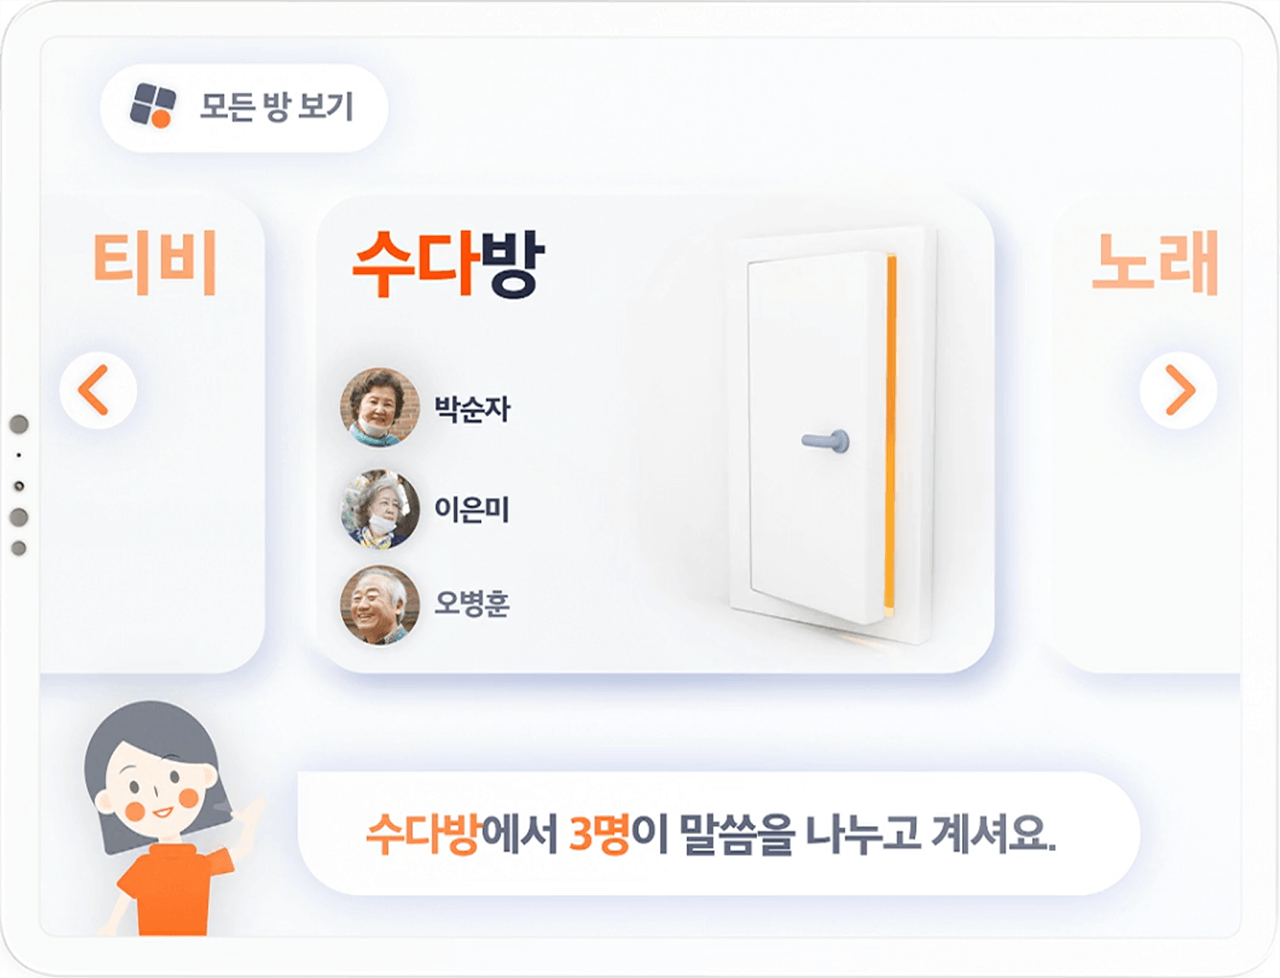 모든 방 보기
티비
수다방
노래
박순자
이은미
오병훈
수다방에서 3명이 말씀을 나누고 계셔요.